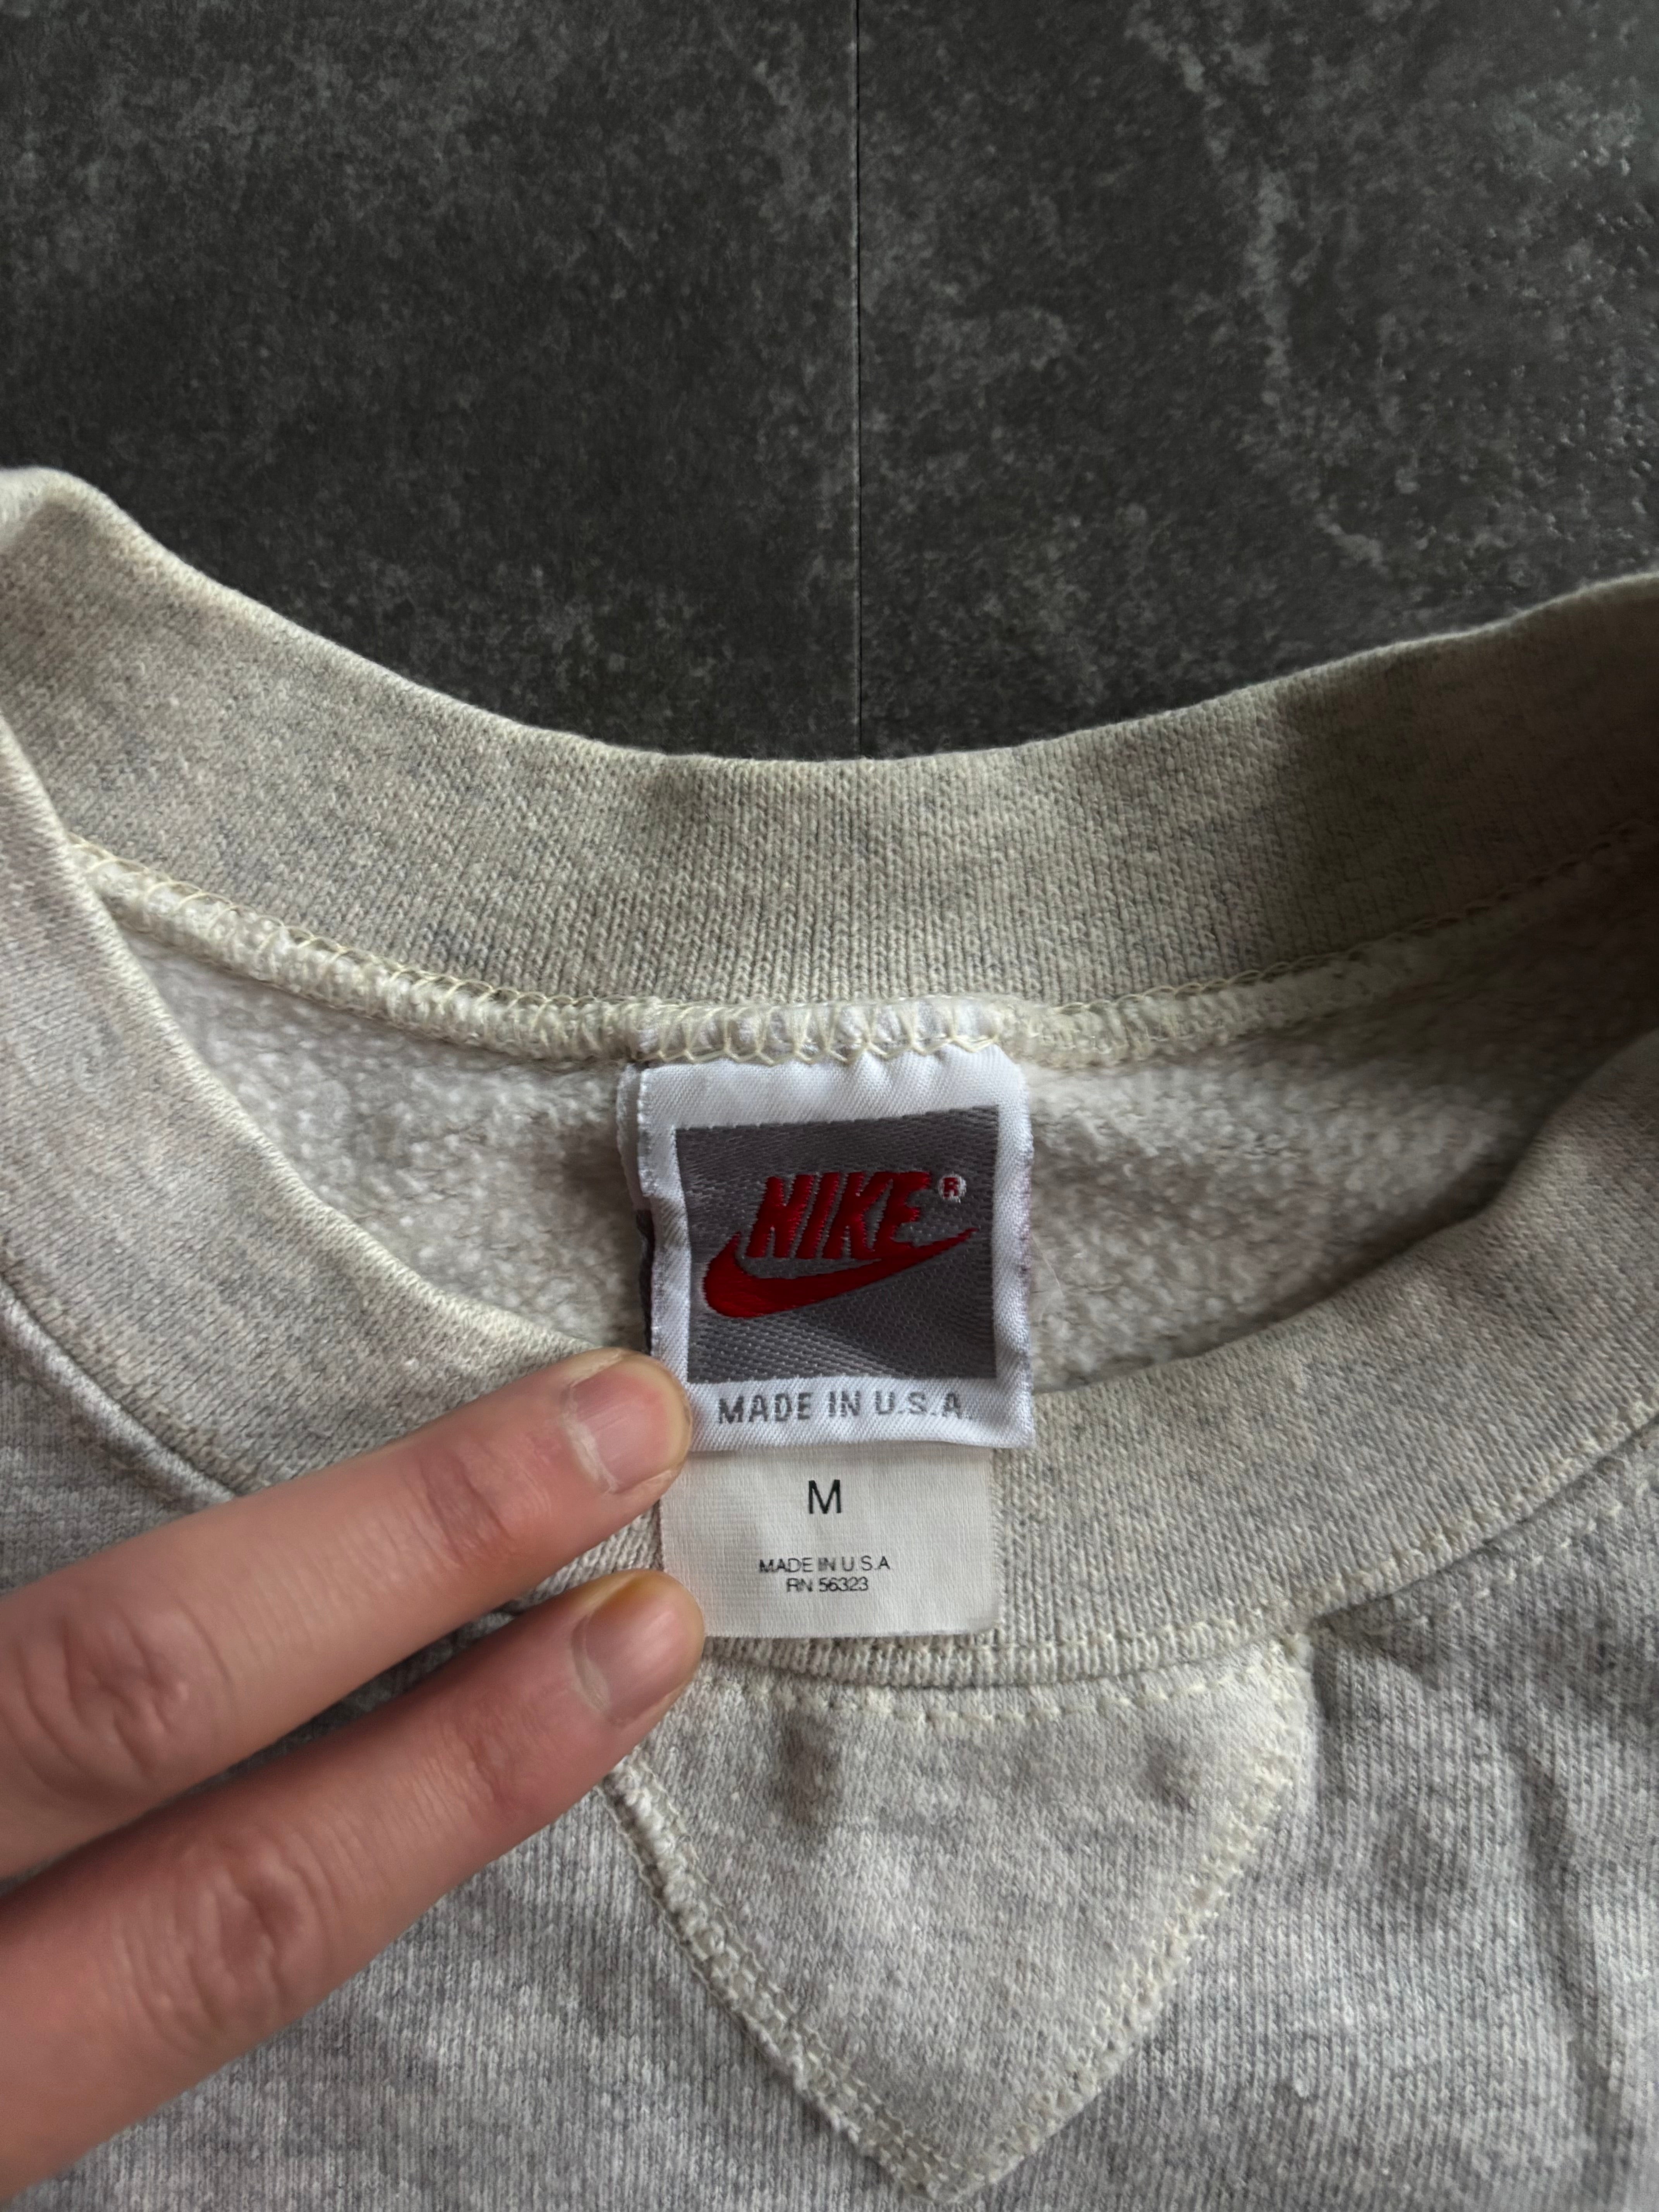 NIKE®
MADE IN U.S.A.
M
MADE IN U.S.A
RN 56323